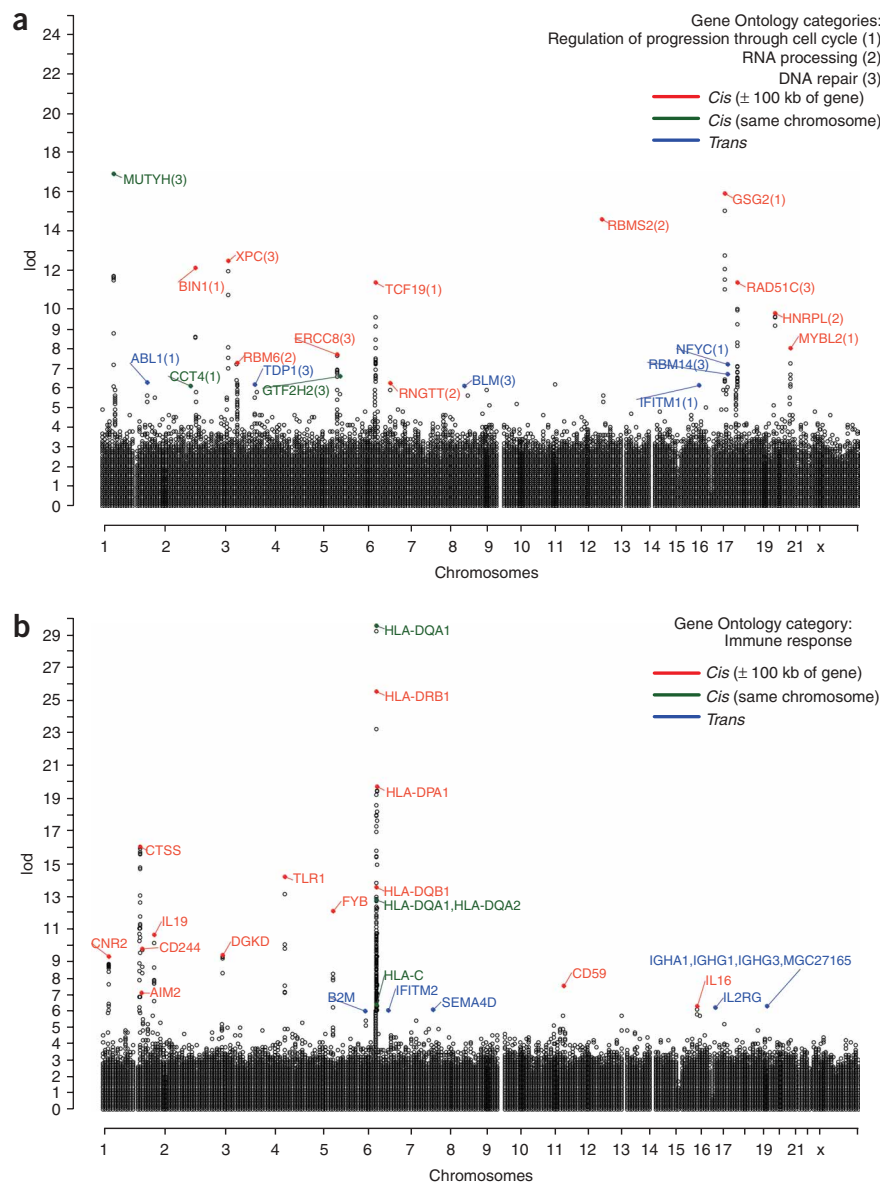 a
Gene Ontology categories:
Regulation of progression through cell cycle (1)
RNA processing (2)
DNA repair (3)
Cis (± 100 kb of gene)
Cis (same chromosome)
Trans
24
22
20
18
16
14
12
10
9
8
7
6
5
4
3
2
1
0
lod
MUTYH(3)
GSG2(1)
RBMS2(2)
XPC(3)
BIN1(1)
TCF19(1)
RAD51C(3)
HNRPL(2)
MYBL2(1)
ERCC8(3)
RBM6(2)
ABL1(1)
TDP1(3)
CCT4(1)
GTF2H2(3)
RNGTT(2)
BLM(3)
NFYC(1)
RBM14(3)
IFITM1(1)
1 2 3 4 5 6 7 8 9 10 11 12 13 14 15 16 17 19 21 x
Chromosomes
b
Gene Ontology category:
Immune response
Cis (± 100 kb of gene)
Cis (same chromosome)
Trans
29
27
25
23
21
19
17
15
13
11
9
8
7
6
5
4
3
2
1
0
lod
HLA-DQA1
HLA-DRB1
HLA-DPA1
CTSS
TLR1
HLA-DQB1
HLA-DQA1,HLA-DQA2
FYB
IL19
CD244
CNR2
DGKD
AIM2
HLA-C
B2M
IFITM2
SEMA4D
CD59
IGHA1,IGHG1,IGHG3,MGC27165
IL16
IL2RG
1 2 3 4 5 6 7 8 9 10 11 12 13 14 15 16 17 19 21 x
Chromosomes